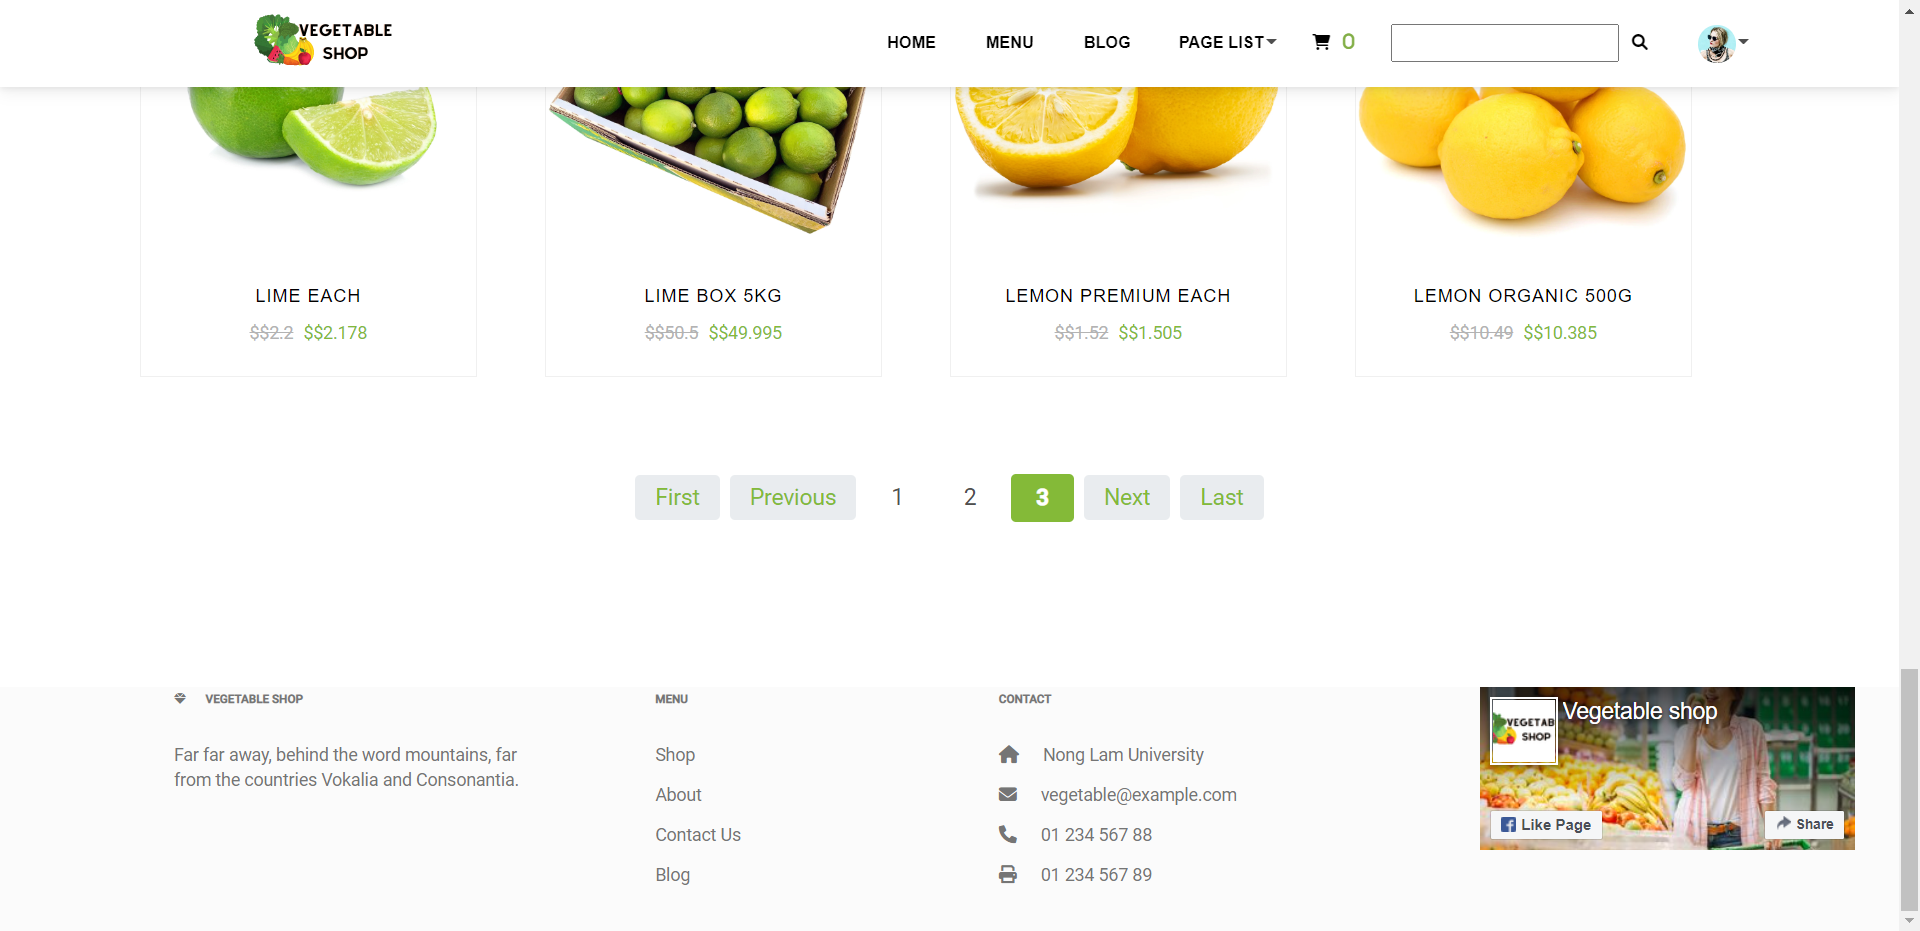 VEGETABLE
SHOP
HOME
MENU
BLOG
PAGE LIST
0
LIME EACH
$$2.2 $$2.178
LIME BOX 5KG
$$50.5 $$49.995
LEMON PREMIUM EACH
$$1.52 $$1.505
LEMON ORGANIC 500G
$$10.49 $$10.385
First
Previous
1
2
3
Next
Last
VEGETABLE SHOP
Far far away, behind the word mountains, far
from the countries Vokalia and Consonantia.
MENU
Shop
About
Contact Us
Blog
CONTACT
Nong Lam University
vegetable@example.com
01 234 567 88
01 234 567 89
VEGETAB
SHOP
Vegetable shop
Like Page
Share